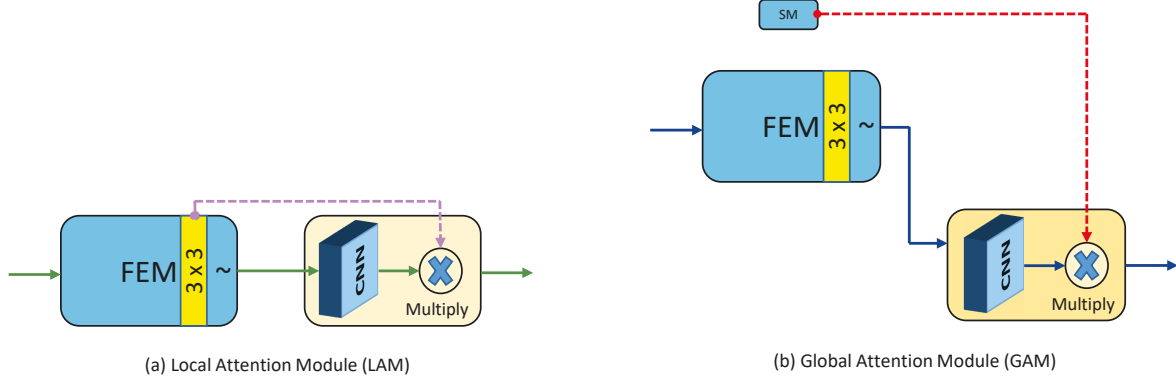 FEM
3 x 3
~
CNN
Multiply
(a) Local Attention Module (LAM)
SM
FEM
3 x 3
~
CNN
Multiply
(b) Global Attention Module (GAM)